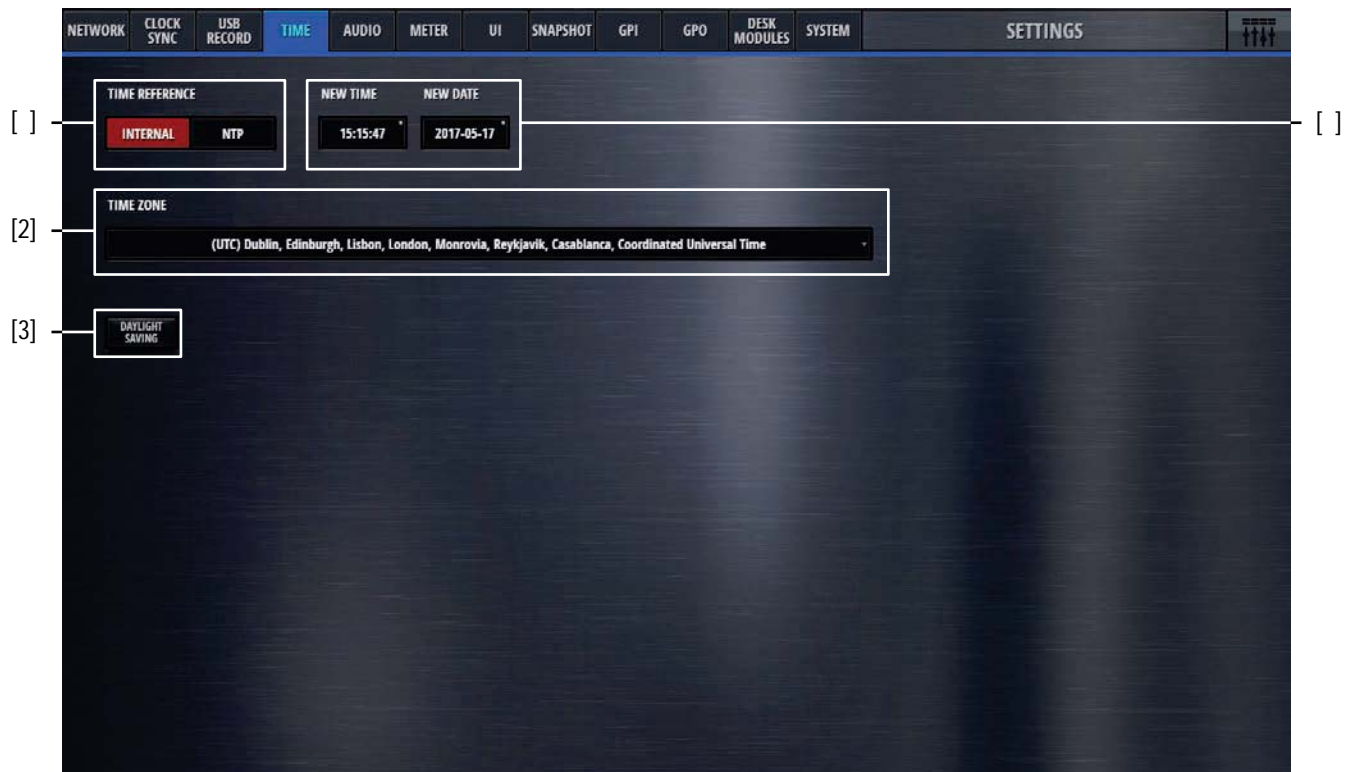 NETWORK CLOCK SYNC USB RECORD TIME AUDIO METER UI SNAPSHOT GPI GPO DESK MODULES SYSTEM SETTINGS
TIME REFERENCE NEW TIME NEW DATE
[ ] INTERNAL NTP 15:15:47 2017-05-17 [ ]
TIME ZONE
[2] (UTC) Dublin, Edinburgh, Lisbon, London, Monrovia, Reykjavik, Casablanca, Coordinated Universal Time
[3] DAYLIGHT
SAVING